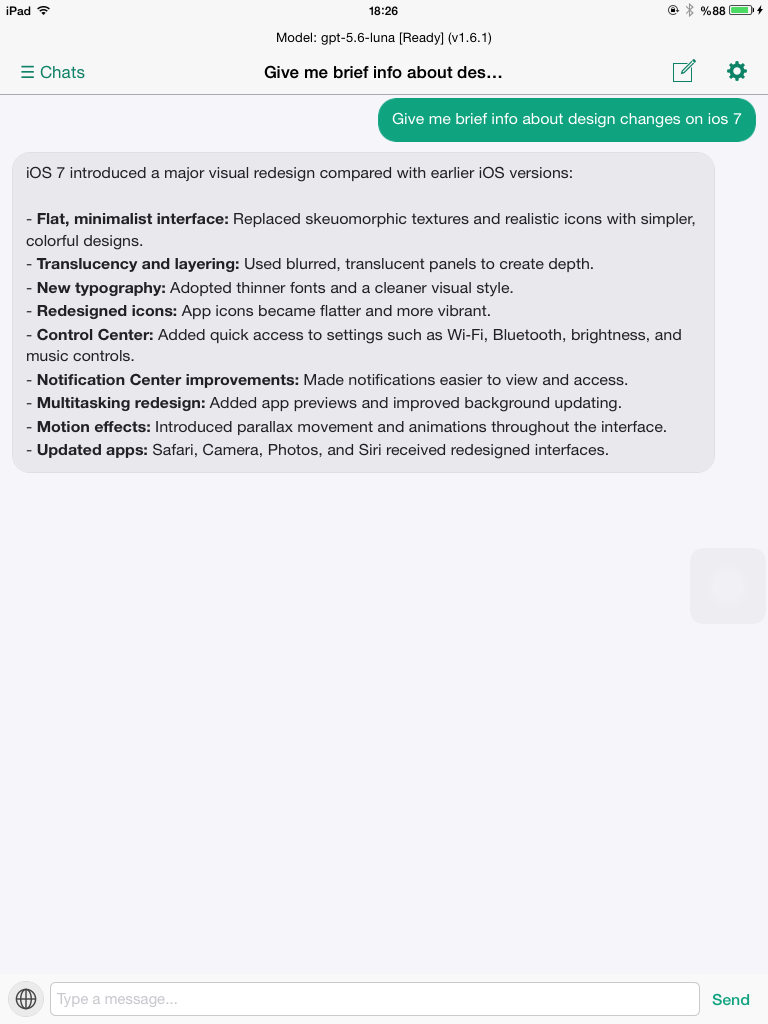 iPad 18:26 %88
Model: gpt-5.6-luna [Ready] (v1.6.1)
☰ Chats Give me brief info about des...
Give me brief info about design changes on ios 7
iOS 7 introduced a major visual redesign compared with earlier iOS versions:
- Flat, minimalist interface: Replaced skeuomorphic textures and realistic icons with simpler,
colorful designs.
- Translucency and layering: Used blurred, translucent panels to create depth.
- New typography: Adopted thinner fonts and a cleaner visual style.
- Redesigned icons: App icons became flatter and more vibrant.
- Control Center: Added quick access to settings such as Wi-Fi, Bluetooth, brightness, and
music controls.
- Notification Center improvements: Made notifications easier to view and access.
- Multitasking redesign: Added app previews and improved background updating.
- Motion effects: Introduced parallax movement and animations throughout the interface.
- Updated apps: Safari, Camera, Photos, and Siri received redesigned interfaces.
Type a message... Send